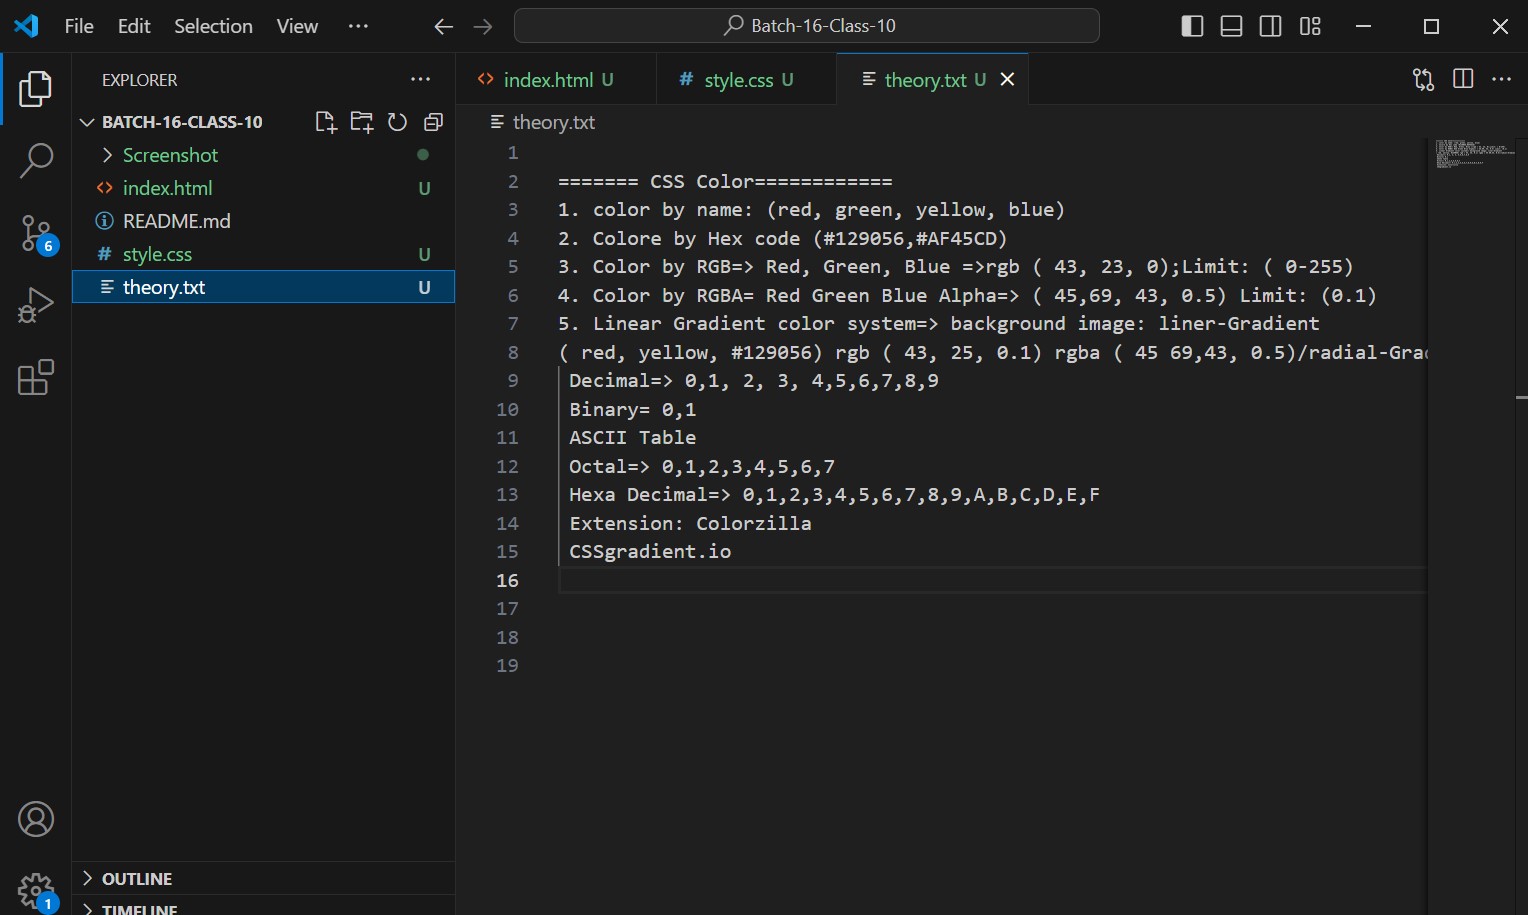 File Edit Selection View ··· Batch-16-Class-10
EXPLORER ···
BATCH-16-CLASS-10
Screenshot
index.html U
README.md
style.css U
theory.txt U
6
1
OUTLINE
TIMELINE
index.html U style.css U theory.txt U
theory.txt
1
2 ======= CSS Color============
3 1. color by name: (red, green, yellow, blue)
4 2. Colore by Hex code (#129056,#AF45CD)
5 3. Color by RGB=> Red, Green, Blue =>rgb ( 43, 23, 0);Limit: ( 0-255)
6 4. Color by RGBA= Red Green Blue Alpha=> ( 45,69, 43, 0.5) Limit: (0.1)
7 5. Linear Gradient color system=> background image: liner-Gradient
8 ( red, yellow, #129056) rgb ( 43, 25, 0.1) rgba ( 45 69,43, 0.5)/radial-Grad
9 Decimal=> 0,1, 2, 3, 4,5,6,7,8,9
10 Binary= 0,1
11 ASCII Table
12 Octal=> 0,1,2,3,4,5,6,7
13 Hexa Decimal=> 0,1,2,3,4,5,6,7,8,9,A,B,C,D,E,F
14 Extension: Colorzilla
15 CSSgradient.io
16
17
18
19